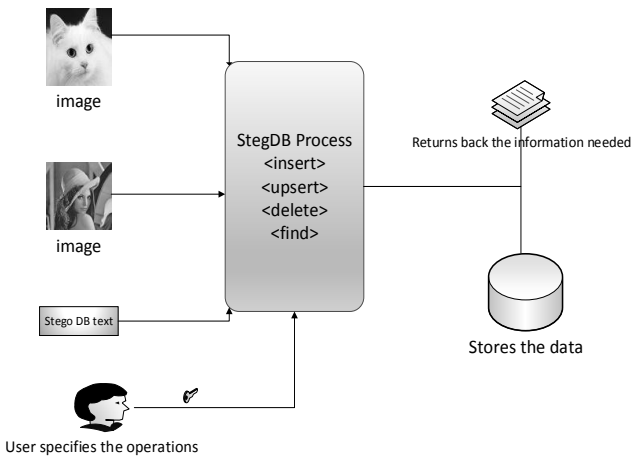 image
StegDB Process
<insert>
<upsert>
<delete>
<find>
Returns back the information needed
image
Stego DB text
Stores the data
User specifies the operations